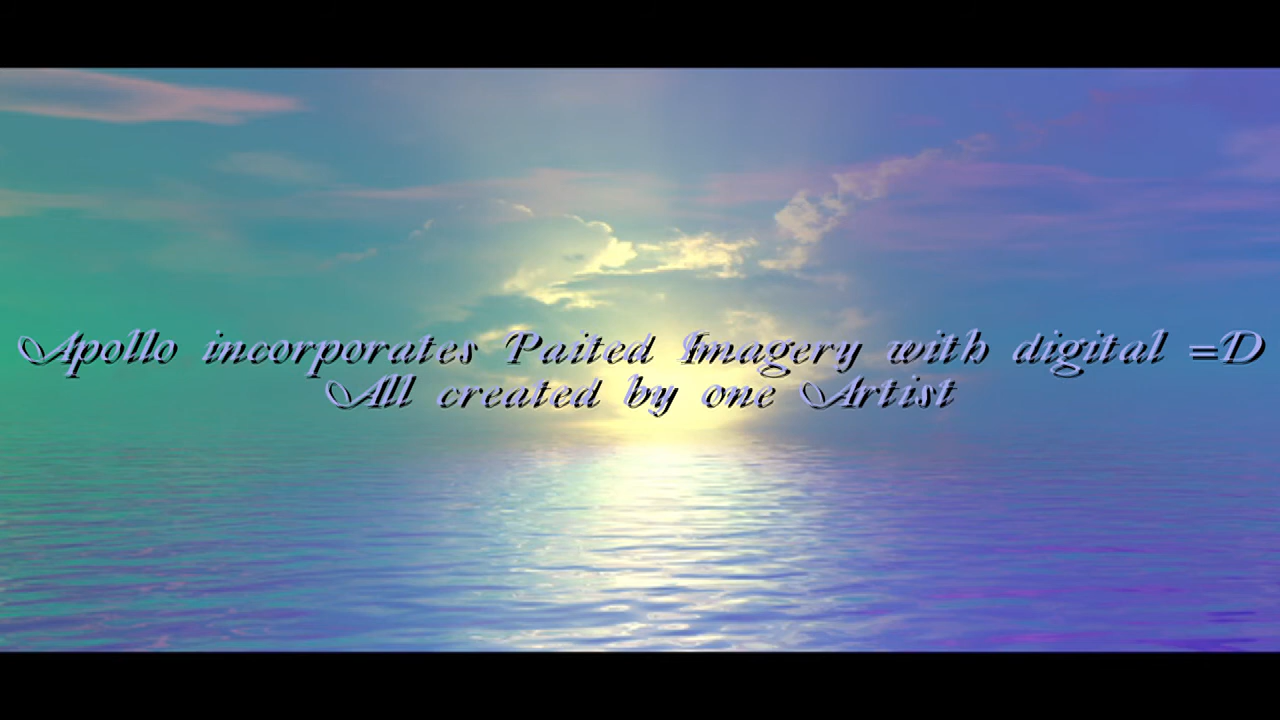 Apollo incorporates Paited Imagery with digital =D
All created by one Artist